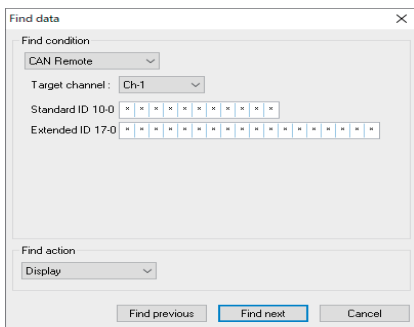 Find data
Find condition
CAN Remote
Target channel : Ch-1
Standard ID 10-0 * * * * * * * * * * *
Extended ID 17-0 * * * * * * * * * * * * * * * * * *
Find action
Display
Find previous Find next Cancel